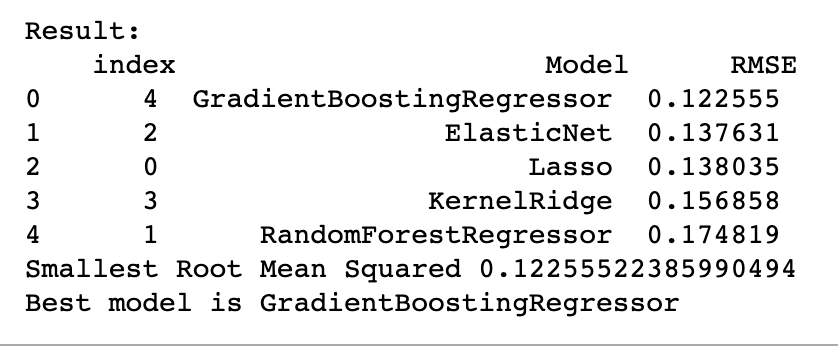 Result:
index Model RMSE
0 4 GradientBoostingRegressor 0.122555
1 2 ElasticNet 0.137631
2 0 Lasso 0.138035
3 3 KernelRidge 0.156858
4 1 RandomForestRegressor 0.174819
Smallest Root Mean Squared 0.12255522385990494
Best model is GradientBoostingRegressor